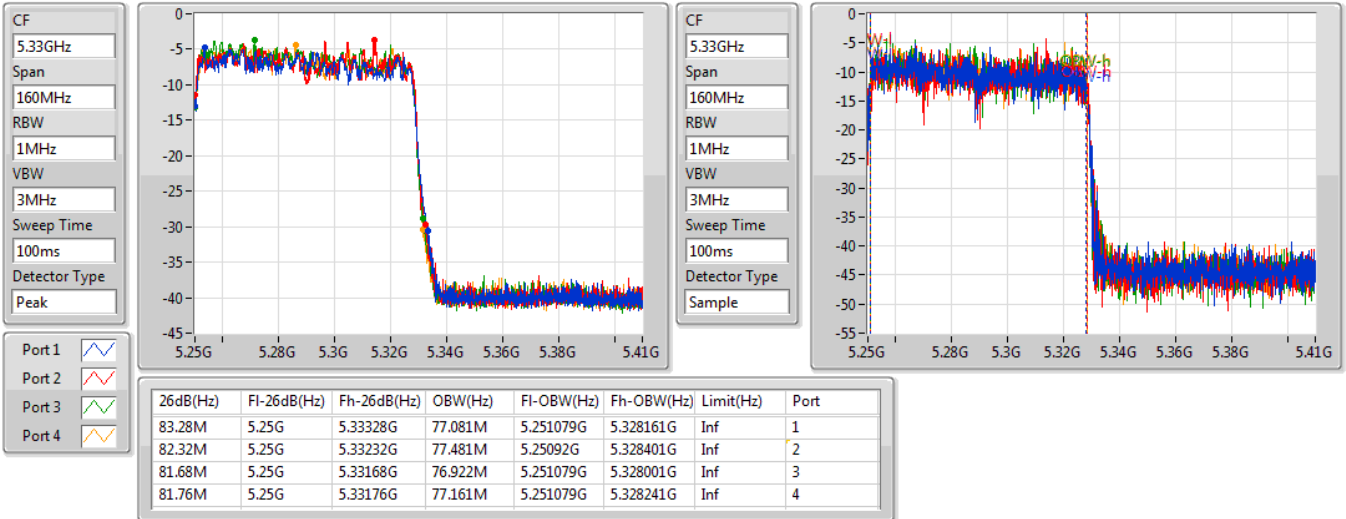 CF
5.33GHz
Span
160MHz
RBW
1MHz
VBW
3MHz
Sweep Time
100ms
Detector Type
Peak
Port 1
Port 2
Port 3
Port 4
0
-5
-10
-15
-20
-25
-30
-35
-40
-45
5.25G 5.28G 5.3G 5.32G 5.34G 5.36G 5.38G 5.41G
CF
5.33GHz
Span
160MHz
RBW
1MHz
VBW
3MHz
Sweep Time
100ms
Detector Type
Sample
0
-5
-10
-15
-20
-25
-30
-35
-40
-45
-50
-55
5.25G 5.28G 5.3G 5.32G 5.34G 5.36G 5.38G 5.41G
26dB(Hz) Fl-26dB(Hz) Fh-26dB(Hz) OBW(Hz) Fl-OBW(Hz) Fh-OBW(Hz) Limit(Hz) Port
83.28M 5.25G 5.33328G 77.081M 5.251079G 5.328161G Inf 1
82.32M 5.25G 5.33232G 77.481M 5.25092G 5.328401G Inf 2
81.68M 5.25G 5.33168G 76.922M 5.251079G 5.328001G Inf 3
81.76M 5.25G 5.33176G 77.161M 5.251079G 5.328241G Inf 4